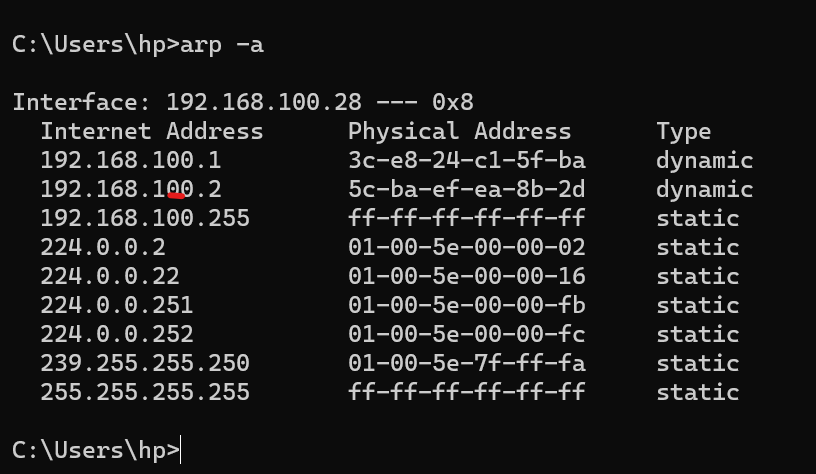 C:\Users\hp>arp -a
Interface: 192.168.100.28 --- 0x8
Internet Address Physical Address Type
192.168.100.1 3c-e8-24-c1-5f-ba dynamic
192.168.100.2 5c-ba-ef-ea-8b-2d dynamic
192.168.100.255 ff-ff-ff-ff-ff-ff static
224.0.0.2 01-00-5e-00-00-02 static
224.0.0.22 01-00-5e-00-00-16 static
224.0.0.251 01-00-5e-00-00-fb static
224.0.0.252 01-00-5e-00-00-fc static
239.255.255.250 01-00-5e-7f-ff-fa static
255.255.255.255 ff-ff-ff-ff-ff-ff static
C:\Users\hp>